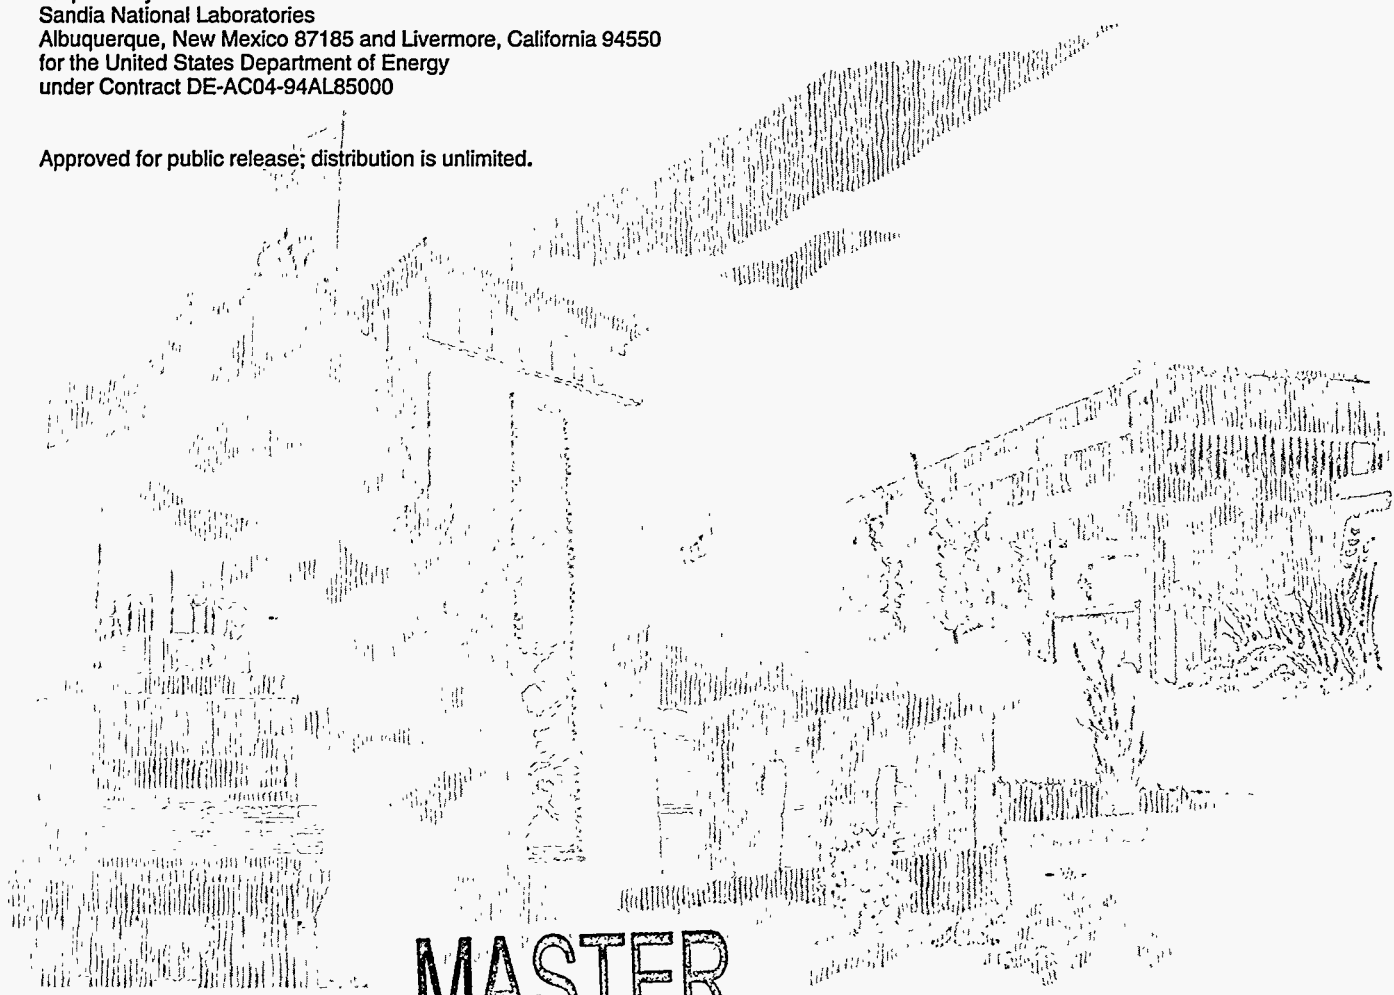 Sandia National Laboratories
Albuquerque, New Mexico 87185 and Livermore, California 94550
for the United States Department of Energy
under Contract DE-AC04-94AL85000
Approved for public release; distribution is unlimited.
MASTER